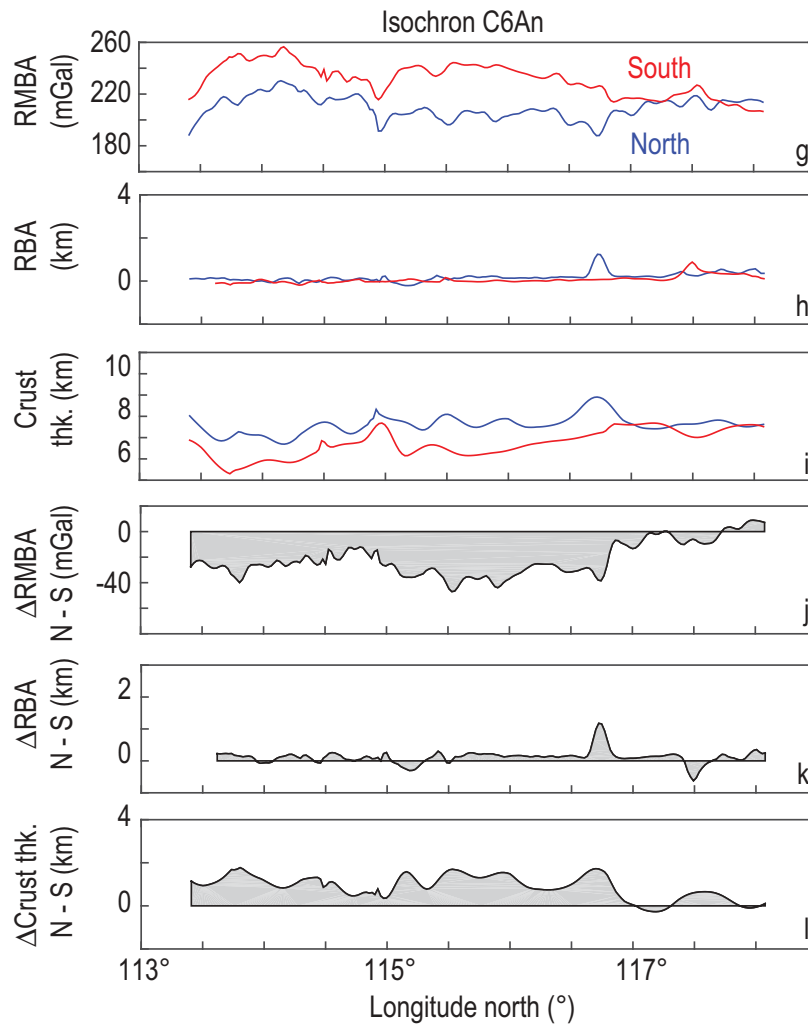 Isochron C6An
RMBA
(mGal)
260
220
180
South
North
g
RBA
(km)
4
0
h
Crust
thk. (km)
10
8
6
i
ΔRMBA
N - S (mGal)
0
-40
j
ΔRBA
N - S (km)
2
0
k
ΔCrust thk.
N - S (km)
4
0
l
113°
115°
117°
Longitude north (°)